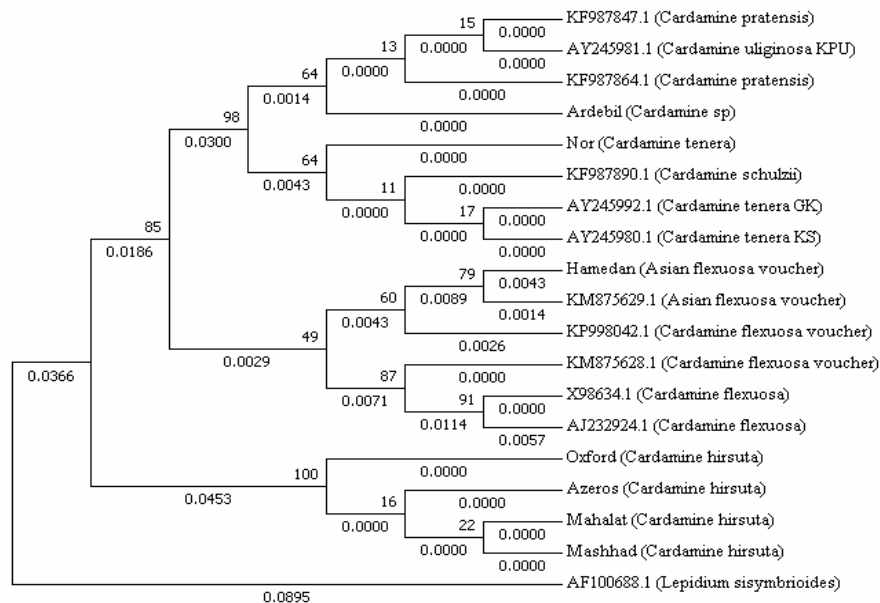 KF987847.1 (Cardamine pratensis)
15
0.0000
13
AY245981.1 (Cardamine uliginosa KPU)
0.0000
0.0000
64
KF987864.1 (Cardamine pratensis)
0.0000
0.0000
0.0014
98
Ardebil (Cardamine sp)
0.0000
0.0300
Nor (Cardamine tenera)
64
0.0000
0.0043
KF987890.1 (Cardamine schulzii)
11
0.0000
0.0000
AY245992.1 (Cardamine tenera GK)
17
0.0000
85
AY245980.1 (Cardamine tenera KS)
0.0000
0.0000
0.0186
Hamedan (Asian flexuosa voucher)
79
0.0043
60
KM875629.1 (Asian flexuosa voucher)
0.0089
0.0014
0.0043
49
KP998042.1 (Cardamine flexuosa voucher)
0.0026
0.0029
KM875628.1 (Cardamine flexuosa voucher)
87
0.0000
0.0366
0.0071
X98634.1 (Cardamine flexuosa)
91
0.0000
0.0114
AJ232924.1 (Cardamine flexuosa)
0.0057
Oxford (Cardamine hirsuta)
100
0.0000
0.0453
Azeros (Cardamine hirsuta)
16
0.0000
0.0000
Mahalat (Cardamine hirsuta)
22
0.0000
0.0000
Mashhad (Cardamine hirsuta)
0.0000
AF100688.1 (Lepidium sisymbrioides)
0.0895